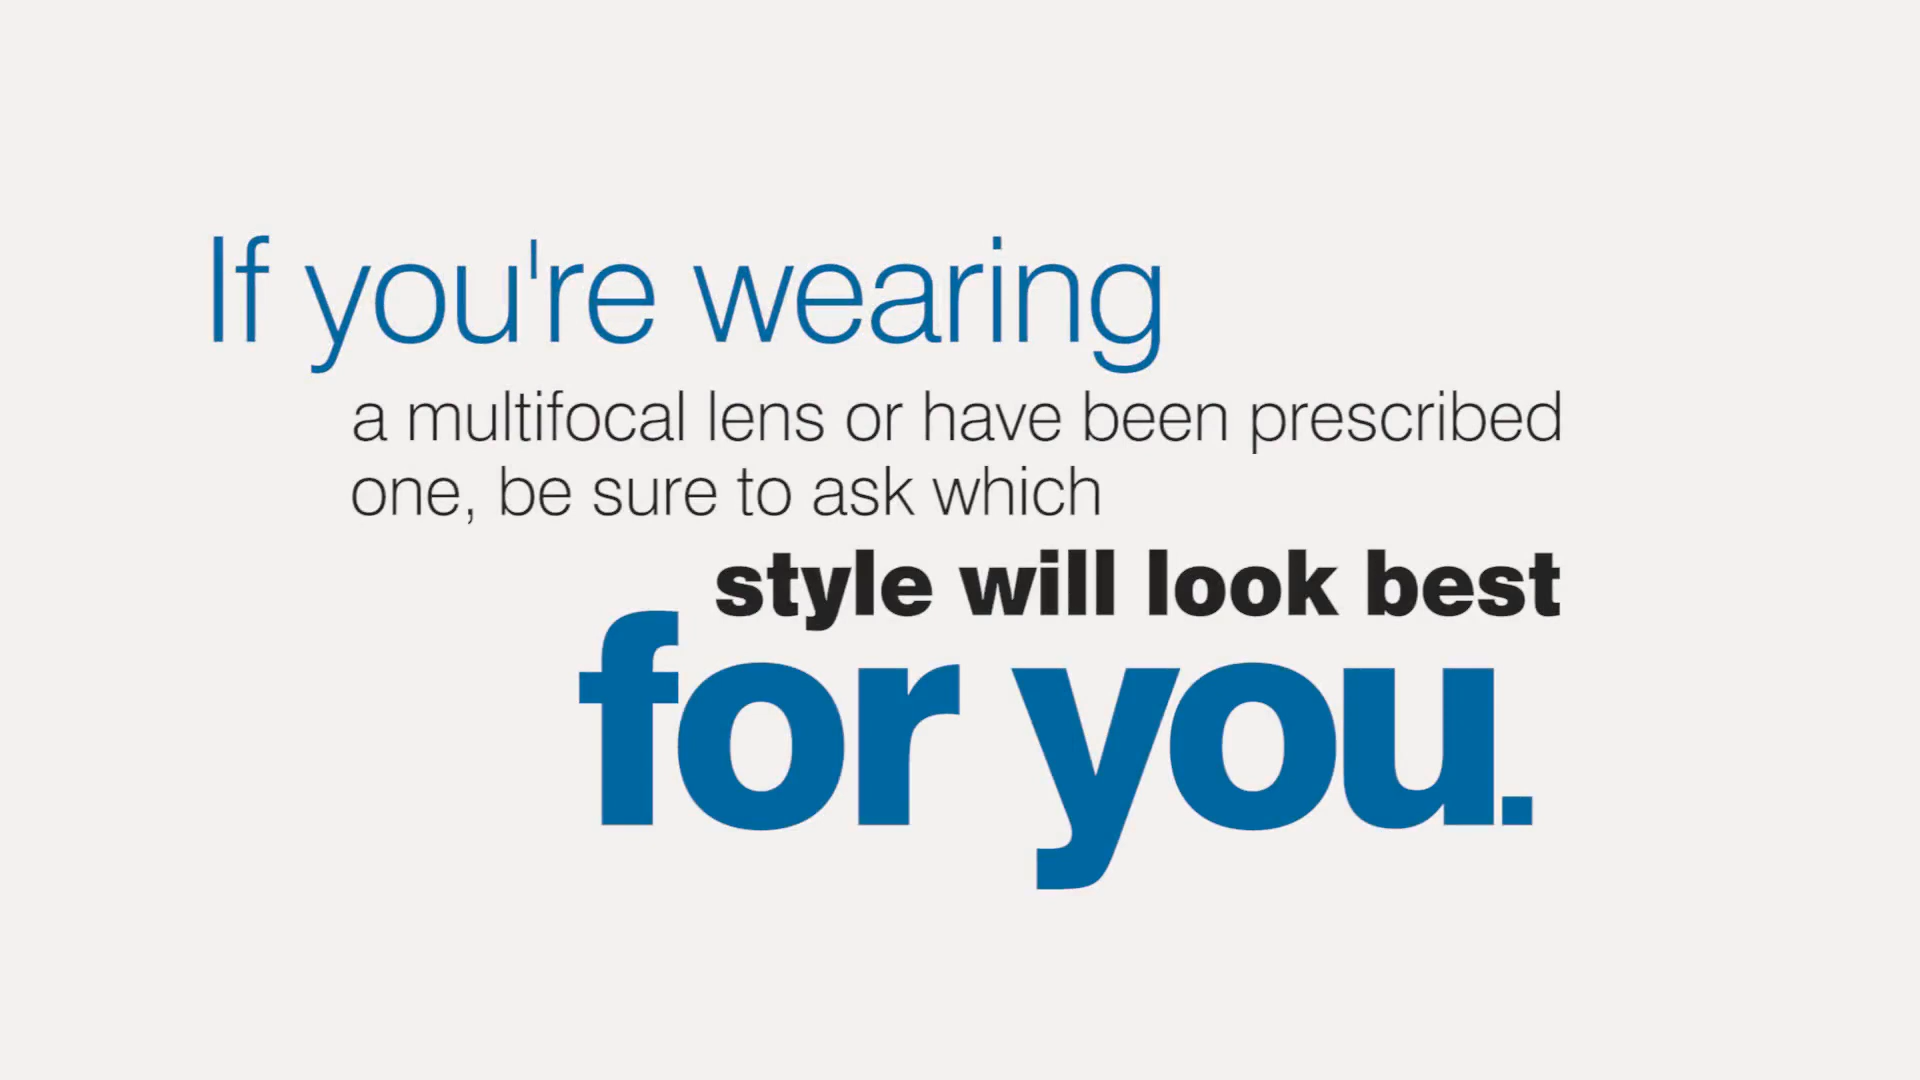 If you're wearing
a multifocal lens or have been prescribed
one, be sure to ask which
style will look best
for you.